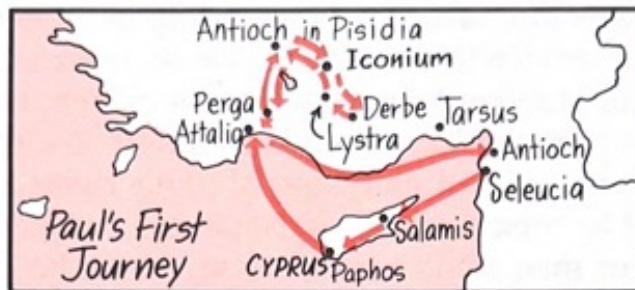 Antioch in Pisidia
Iconium
Perga
Attalia
Derbe
Tarsus
Lystra
Antioch
Seleucia
Salamis
CYPRUS
Paphos
Paul's First
Journey